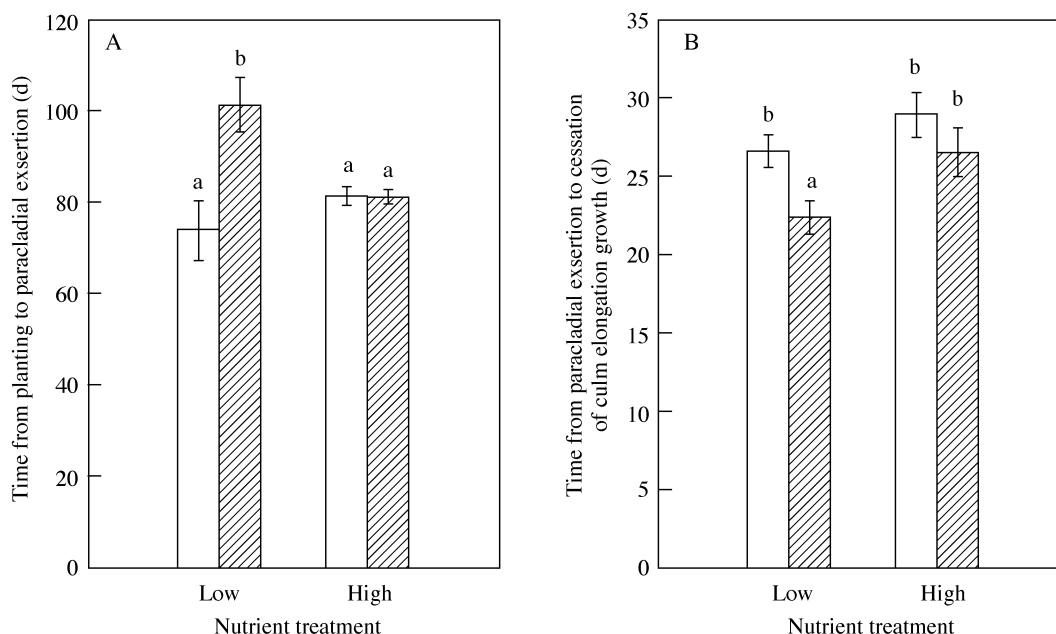 A
Time from planting to paracladial exsertion (d)
120
100
80
60
40
20
0
a
b
a
a
Low
High
Nutrient treatment
B
Time from paracladial exsertion to cessation
of culm elongation growth (d)
35
30
25
20
15
10
5
0
b
a
b
b
Low
High
Nutrient treatment